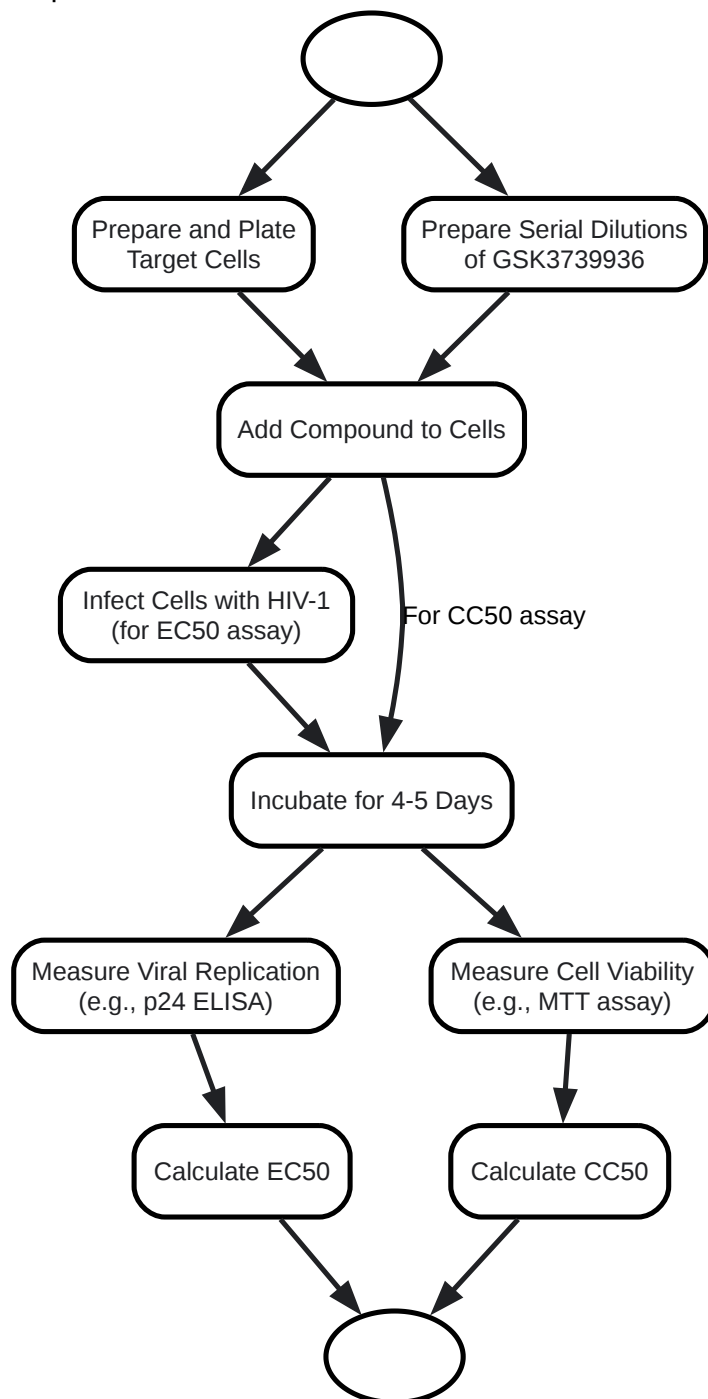 Prepare and Plate
Target Cells
Prepare Serial Dilutions
of GSK3739936
Add Compound to Cells
Infect Cells with HIV-1
(for EC50 assay)
For CC50 assay
Incubate for 4-5 Days
Measure Viral Replication
(e.g., p24 ELISA)
Measure Cell Viability
(e.g., MTT assay)
Calculate EC50
Calculate CC50